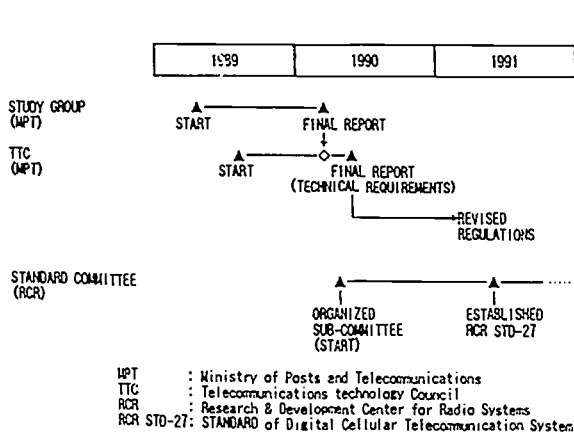 1989 1990 1991
STUDY GROUP
(MPT)
START FINAL REPORT
TTC
(MPT)
START FINAL REPORT
(TECHNICAL REQUIREMENTS)
REVISED
REGULATIONS
STANDARD COMMITTEE
(RCR)
ORGANIZED
SUB-COMMITTEE
(START)
ESTABLISHED
RCR STD-27
MPT : Ministry of Posts and Telecommunications
TTC : Telecommunications technology Council
RCR : Research & Development Center for Radio Systems
RCR STD-27: STANDARD of Digital Cellular Telecommunication System